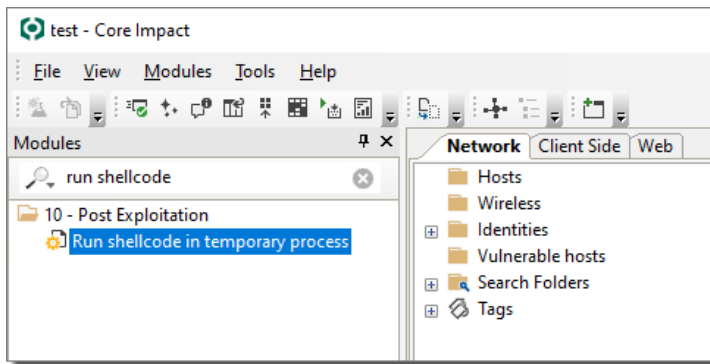 test - Core Impact
File View Modules Tools Help
Modules
run shellcode
10 - Post Exploitation
Run shellcode in temporary process
Network Client Side Web
Hosts
Wireless
Identities
Vulnerable hosts
Search Folders
Tags